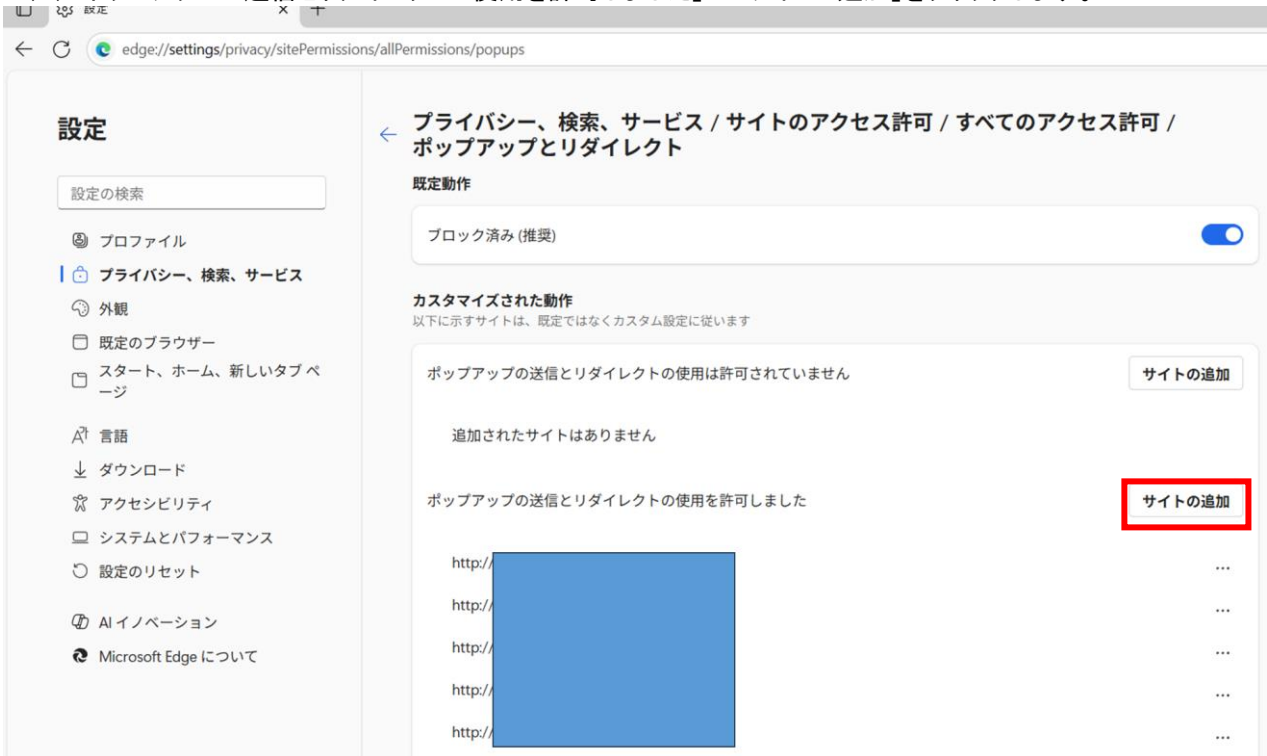 設定
edge://settings/privacy/sitePermissions/allPermissions/popups
設定
設定の検索
プロファイル
プライバシー、検索、サービス
外観
既定のブラウザー
スタート、ホーム、新しいタブ ペ
ージ
言語
ダウンロード
アクセシビリティ
システムとパフォーマンス
設定のリセット
AI イノベーション
Microsoft Edge について
プライバシー、検索、サービス / サイトのアクセス許可 / すべてのアクセス許可 /
ポップアップとリダイレクト
既定動作
ブロック済み (推奨)
カスタマイズされた動作
以下に示すサイトは、既定ではなくカスタム設定に従います
ポップアップの送信とリダイレクトの使用は許可されていません
サイトの追加
追加されたサイトはありません
ポップアップの送信とリダイレクトの使用を許可しました
サイトの追加
http://
http://
http://
http://
http://